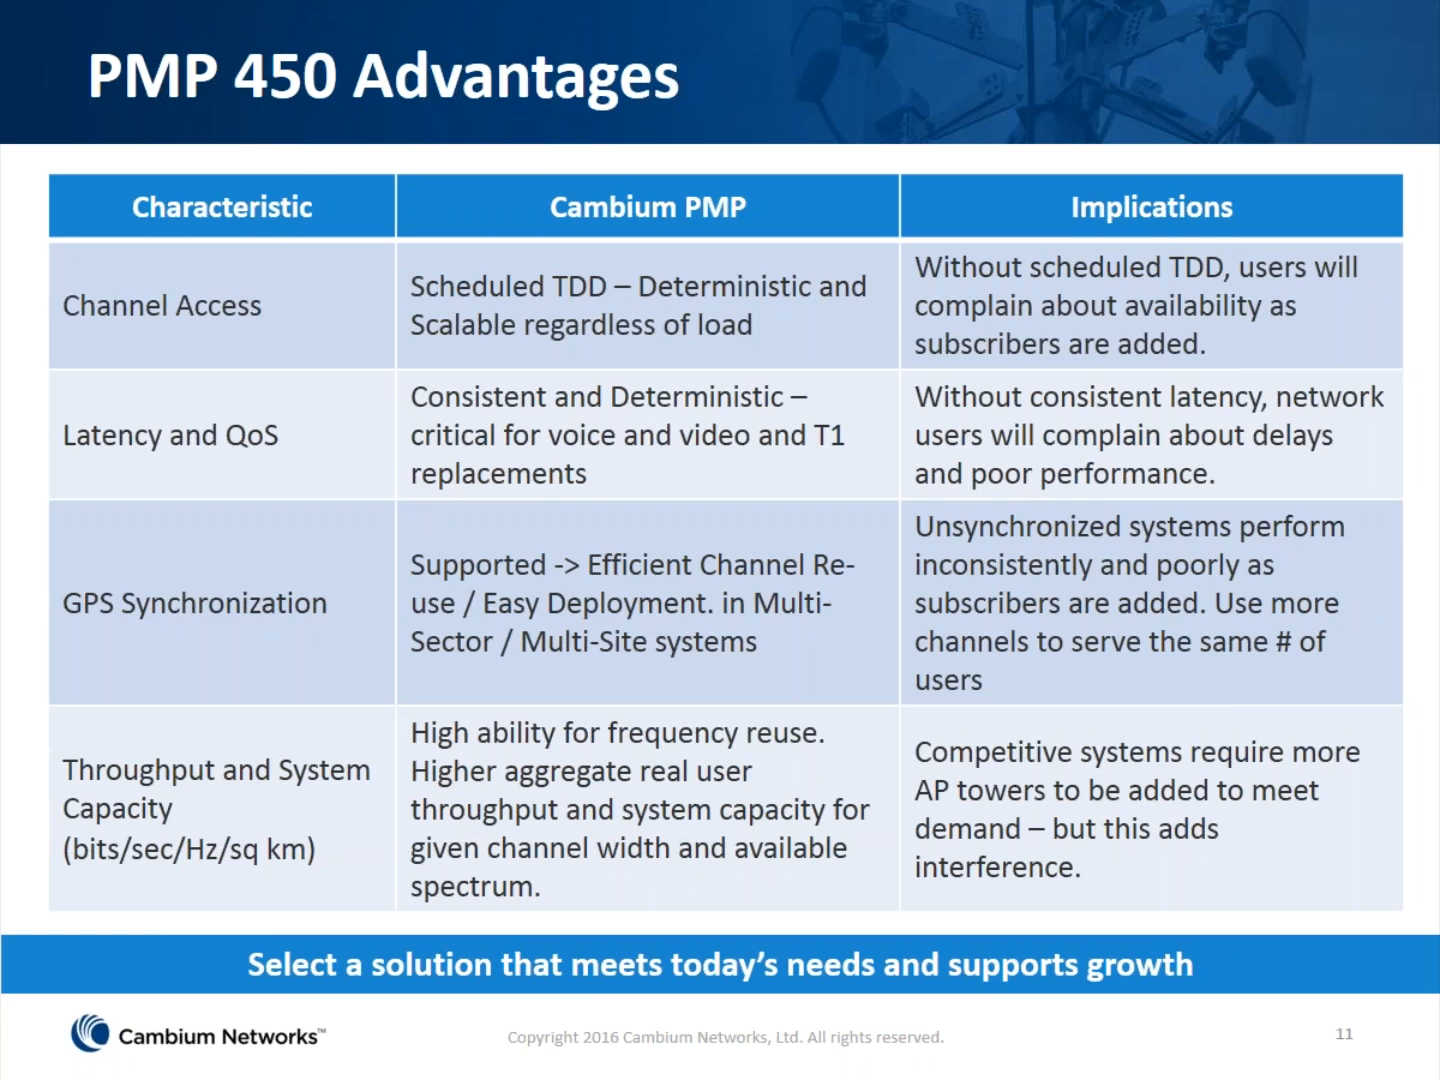 PMP 450 Advantages
Characteristic
Cambium PMP
Implications
Channel Access
Scheduled TDD – Deterministic and
Scalable regardless of load
Without scheduled TDD, users will
complain about availability as
subscribers are added.
Latency and QoS
Consistent and Deterministic –
critical for voice and video and T1
replacements
Without consistent latency, network
users will complain about delays
and poor performance.
GPS Synchronization
Supported -> Efficient Channel Re-
use / Easy Deployment. in Multi-
Sector / Multi-Site systems
Unsynchronized systems perform
inconsistently and poorly as
subscribers are added. Use more
channels to serve the same # of
users
Throughput and System
Capacity
(bits/sec/Hz/sq km)
High ability for frequency reuse.
Higher aggregate real user
throughput and system capacity for
given channel width and available
spectrum.
Competitive systems require more
AP towers to be added to meet
demand – but this adds
interference.
Select a solution that meets today’s needs and supports growth
Cambium Networks™
Copyright 2016 Cambium Networks, Ltd. All rights reserved.
11